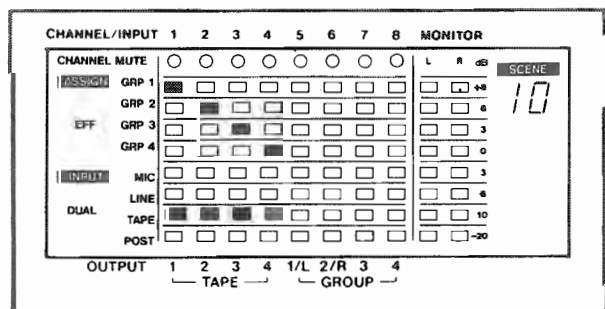 CHANNEL/INPUT 1 2 3 4 5 6 7 8 MONITOR
CHANNEL MUTE L R dB
SCENE
ASSIGN GRP 1 +8
10
GRP 2 6
EFF GRP 3 3
GRP 4 0
INPUT MIC 3
LINE 6
DUAL TAPE 10
POST -20
OUTPUT 1 2 3 4 1/L 2/R 3 4
TAPE GROUP